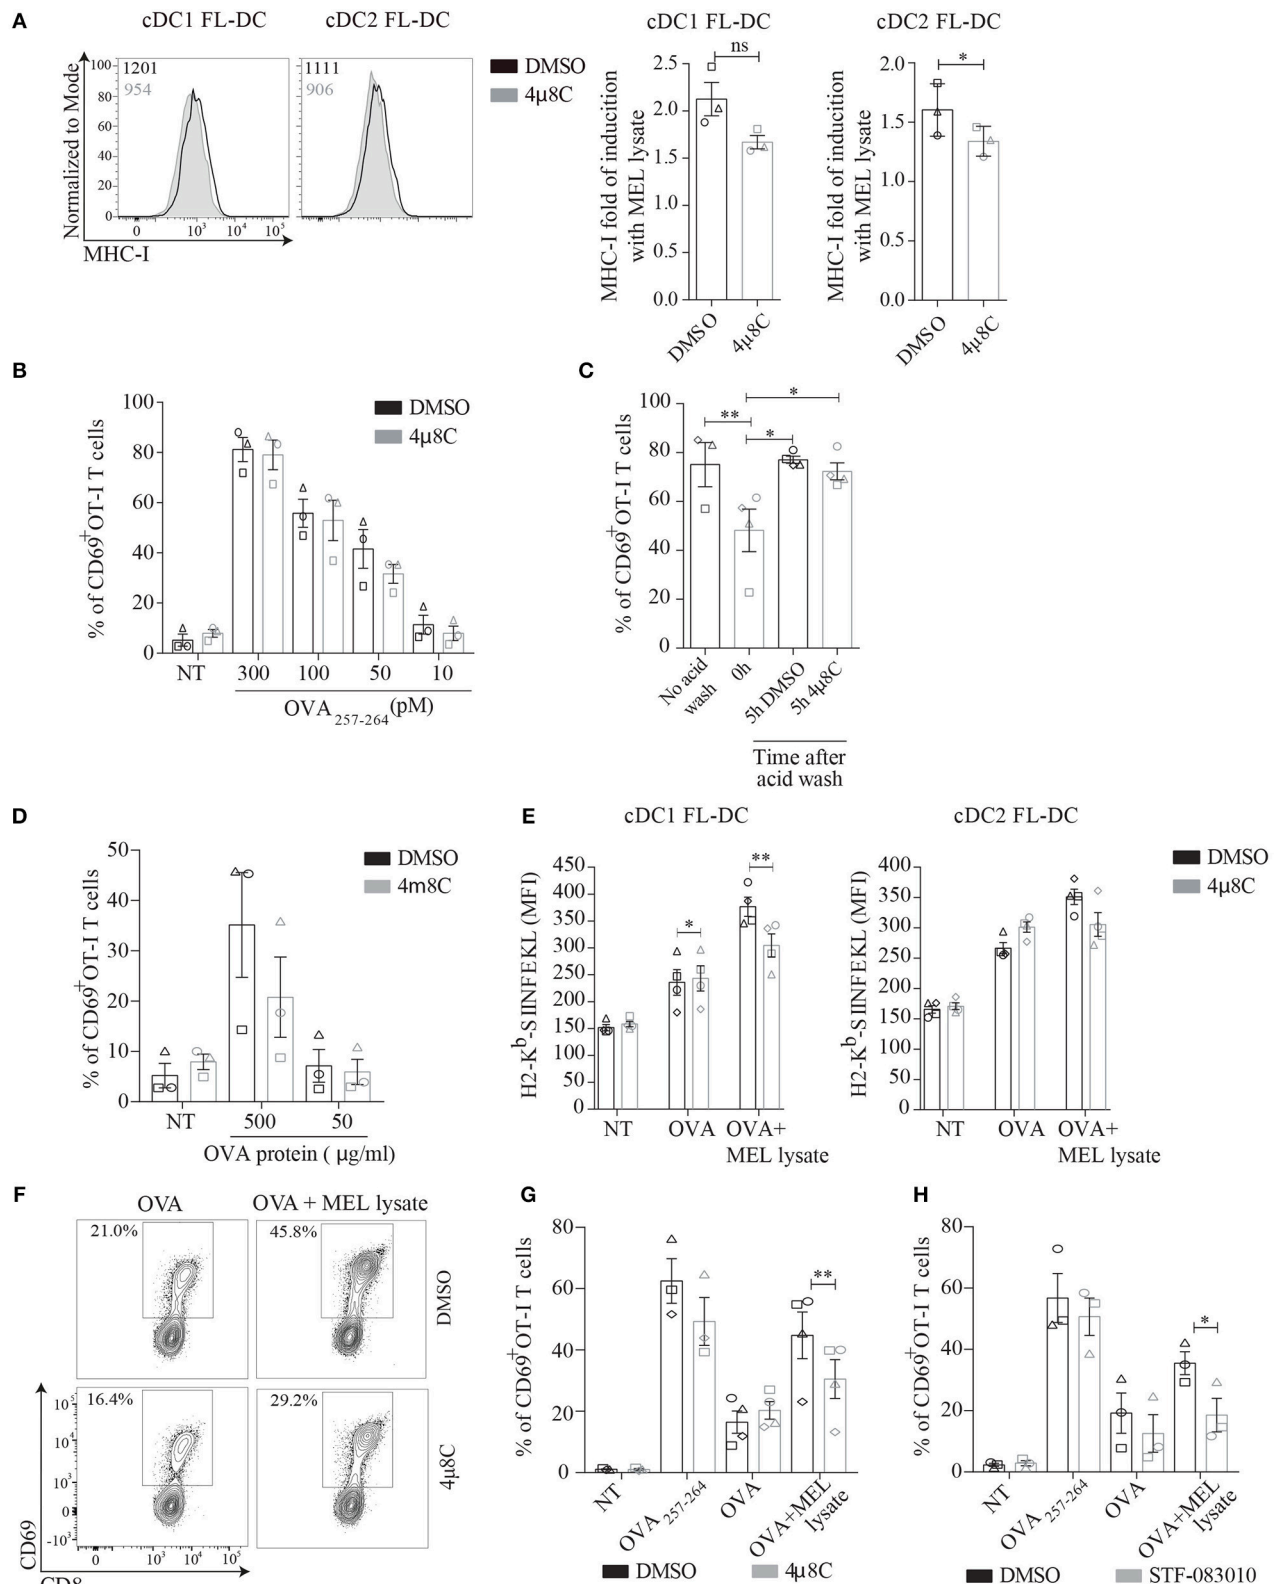 A
cDC1 FL-DC
cDC2 FL-DC
1201
954
1111
906
DMSO
4µ8C
Normalized to Mode
100
80
60
40
20
0
0 10³ 10⁴ 10⁵
MHC-I
cDC1 FL-DC
ns
MHC-I fold of inducition
with MEL lysate
2.5
2.0
1.5
1.0
0.5
0.0
DMSO
4µ8C
cDC2 FL-DC
*
MHC-I fold of inducition
with MEL lysate
2.0
1.5
1.0
0.5
0.0
DMSO
4µ8C
B
% of CD69⁺OT-I T cells
100
80
60
40
20
0
DMSO
4µ8C
NT 300 100 50 10
OVA₂₅₇₋₂₆₄(pM)
C
% of CD69⁺OT-I T cells
100
80
60
40
20
0
*
**
*
No acid
wash
0h
5h DMSO
5h 4µ8C
Time after
acid wash
D
% of CD69⁺OT-I T cells
50
40
30
20
10
0
DMSO
4m8C
NT 500 50
OVA protein ( µg/ml)
E
cDC1 FL-DC
H2-Kᵇ-SIINFEKL (MFI)
450
400
350
300
250
200
150
100
50
0
*
**
NT OVA OVA+
MEL lysate
cDC2 FL-DC
H2-Kᵇ-SIINFEKL (MFI)
400
350
300
250
200
150
100
50
0
NT OVA OVA+
MEL lysate
DMSO
4µ8C
F
OVA
OVA + MEL lysate
21.0%
45.8%
DMSO
16.4%
29.2%
4µ8C
10⁵
10⁴
10³
0
-10³
0 10³ 10⁴ 10⁵
CD69
CD8
G
% of CD69⁺OT-I T cells
80
60
40
20
0
**
NT
OVA ₂₅₇₋₂₆₄
OVA
OVA+MEL
lysate
DMSO
4µ8C
H
% of CD69⁺OT-I T cells
80
60
40
20
0
*
NT
OVA ₂₅₇₋₂₆₄
OVA
OVA+MEL
lysate
DMSO
STF-083010